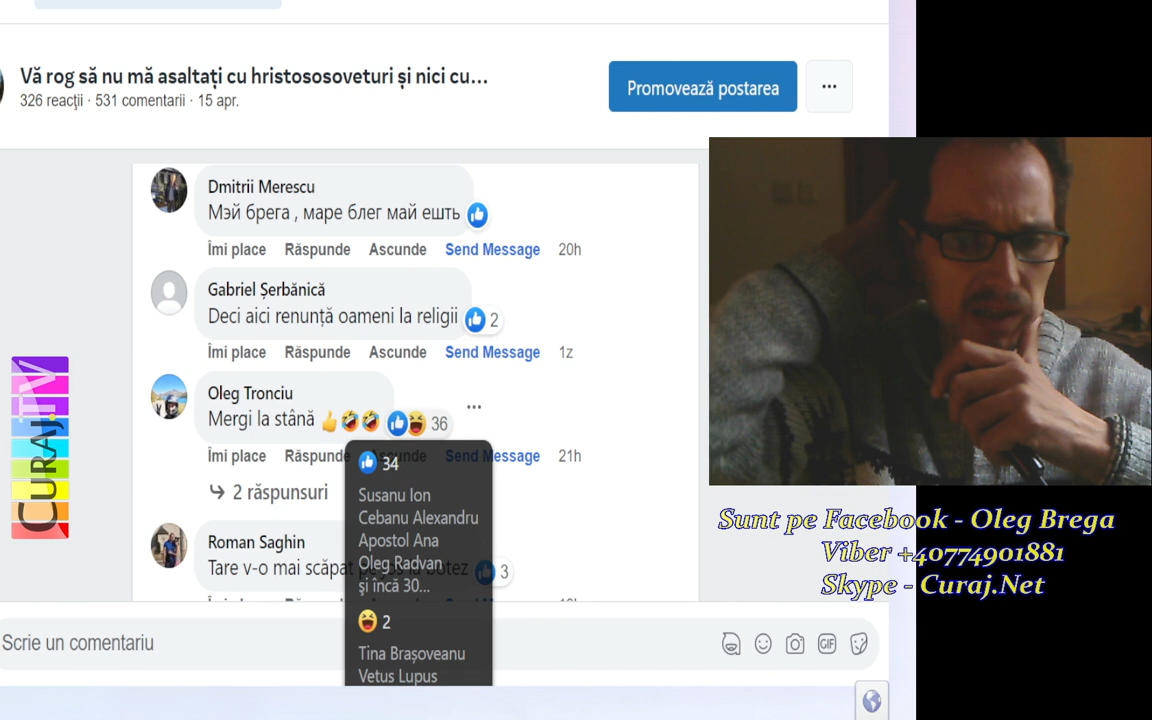 Vă rog să nu mă asaltați cu hristososoveturi și nici cu...
326 reacții · 531 comentarii · 15 apr.
Promovează postarea
Dmitrii Merescu
Мэй брега , маре блег май ешть
Îmi place Răspunde Ascunde Send Message 20h
Gabriel Șerbănică
Deci aici renunță oameni la religii 2
Îmi place Răspunde Ascunde Send Message 1z
Oleg Tronciu
Mergi la stână 36
Îmi place Răspunde Send Message 21h
34
2 răspunsuri
Susanu Ion
Cebanu Alexandru
Apostol Ana
Oleg Radvan
și încă 30...
Roman Saghin
Tare v-o mai scăpat pe jos la botez 3
2
Tina Brașoveanu
Vetus Lupus
Scrie un comentariu
GIF
CURAJ.TV
Sunt pe Facebook - Oleg Brega
Viber +40774901881
Skype - Curaj.Net